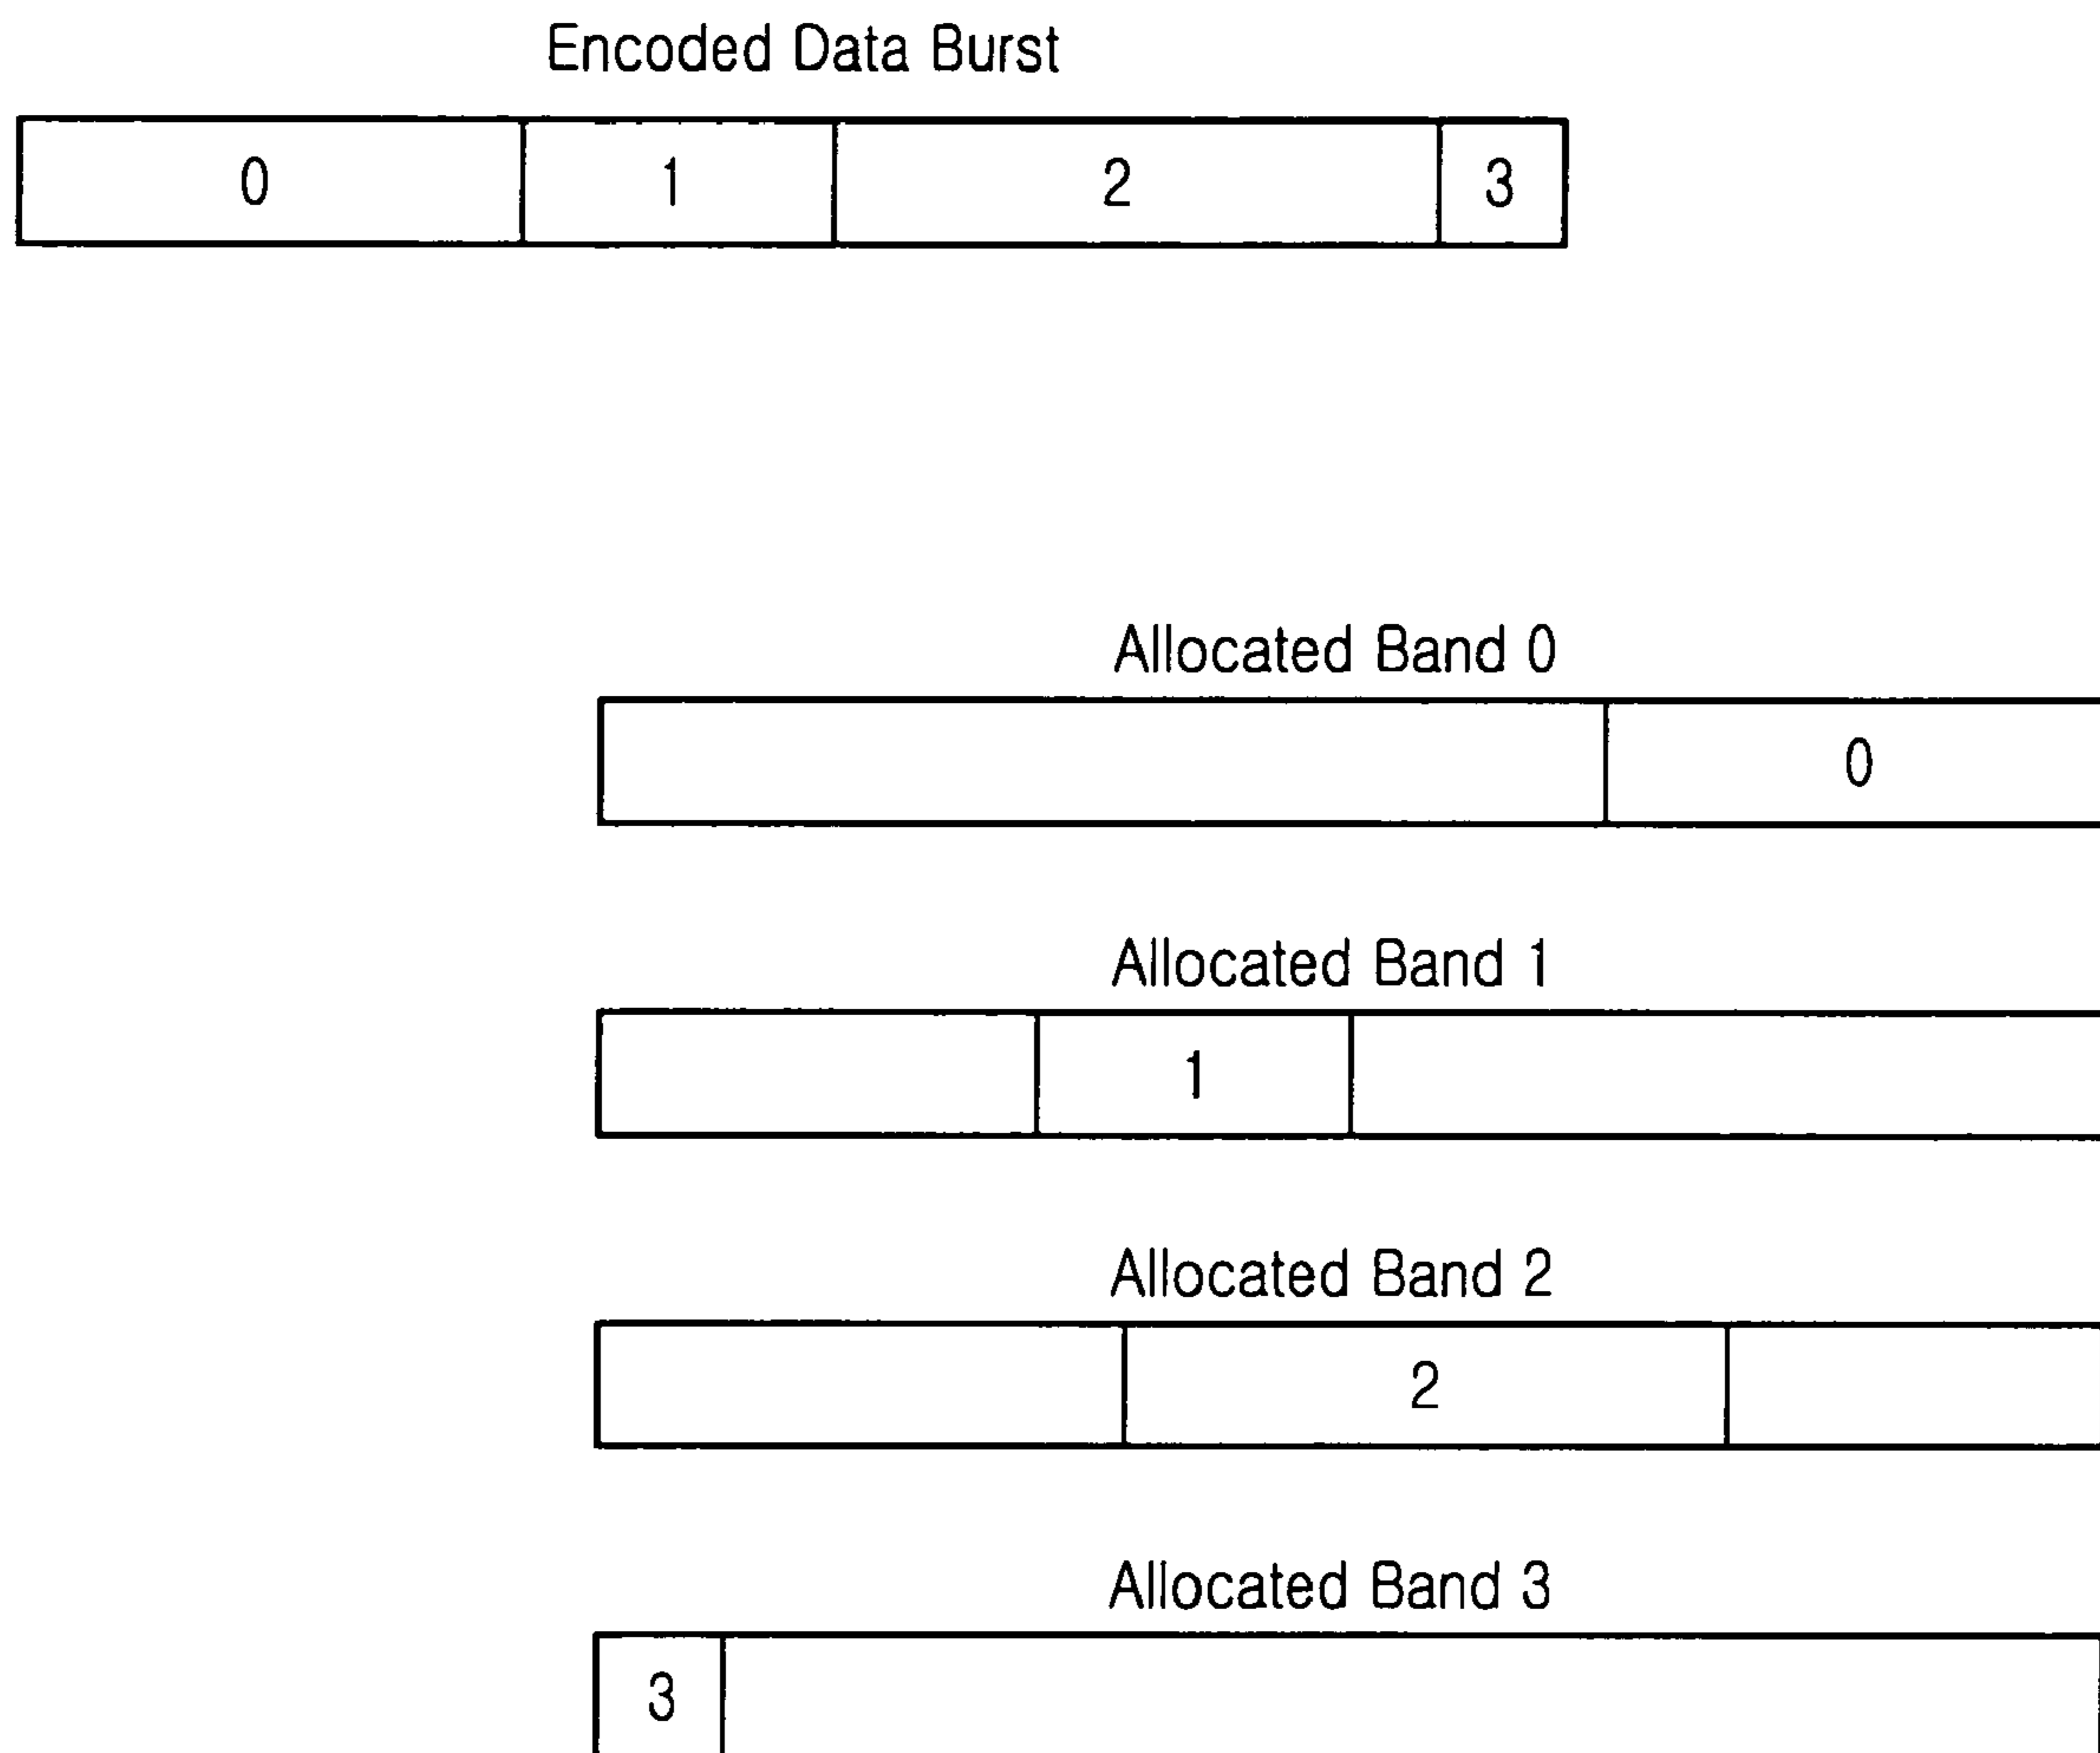 Encoded Data Burst
0 1 2 3
Allocated Band 0
0
Allocated Band 1
1
Allocated Band 2
2
Allocated Band 3
3